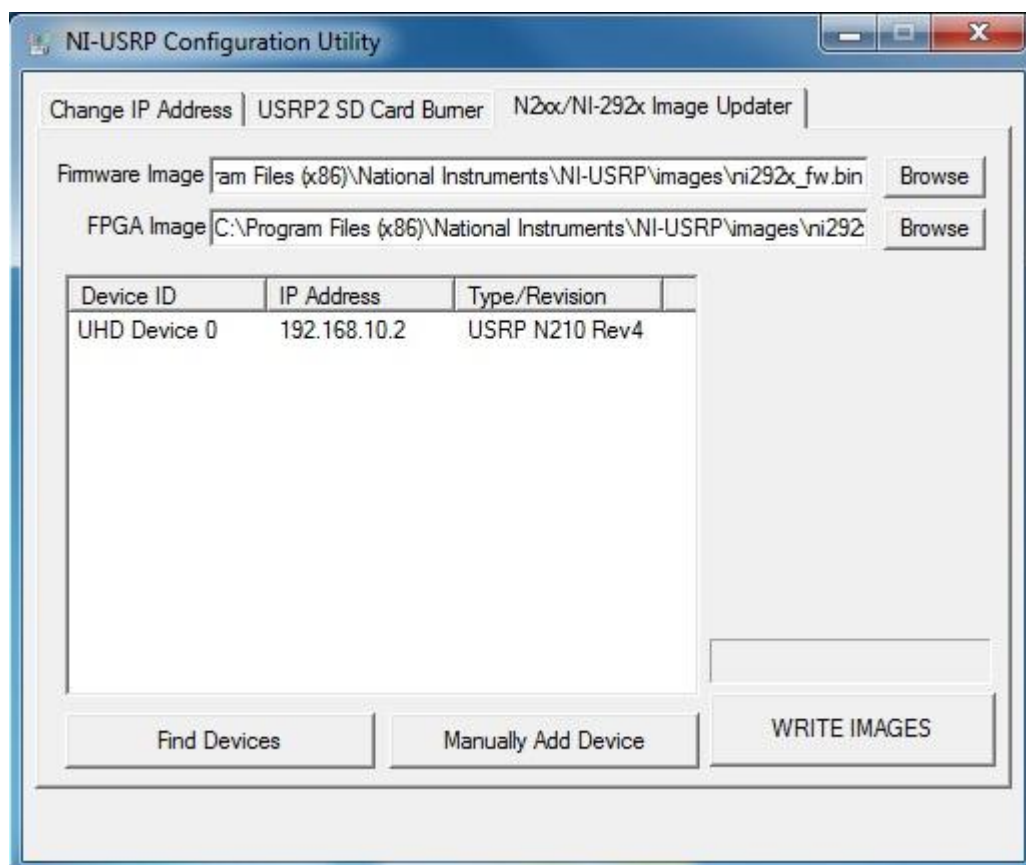 NI-USRP Configuration Utility
Change IP Address USRP2 SD Card Burner N2xx/NI-292x Image Updater
Firmware Image ram Files (x86)\National Instruments\NI-USRP\images\ni292x_fw.bin Browse
FPGA Image C:\Program Files (x86)\National Instruments\NI-USRP\images\ni292 Browse
Device ID IP Address Type/Revision
UHD Device 0 192.168.10.2 USRP N210 Rev4
Find Devices Manually Add Device WRITE IMAGES